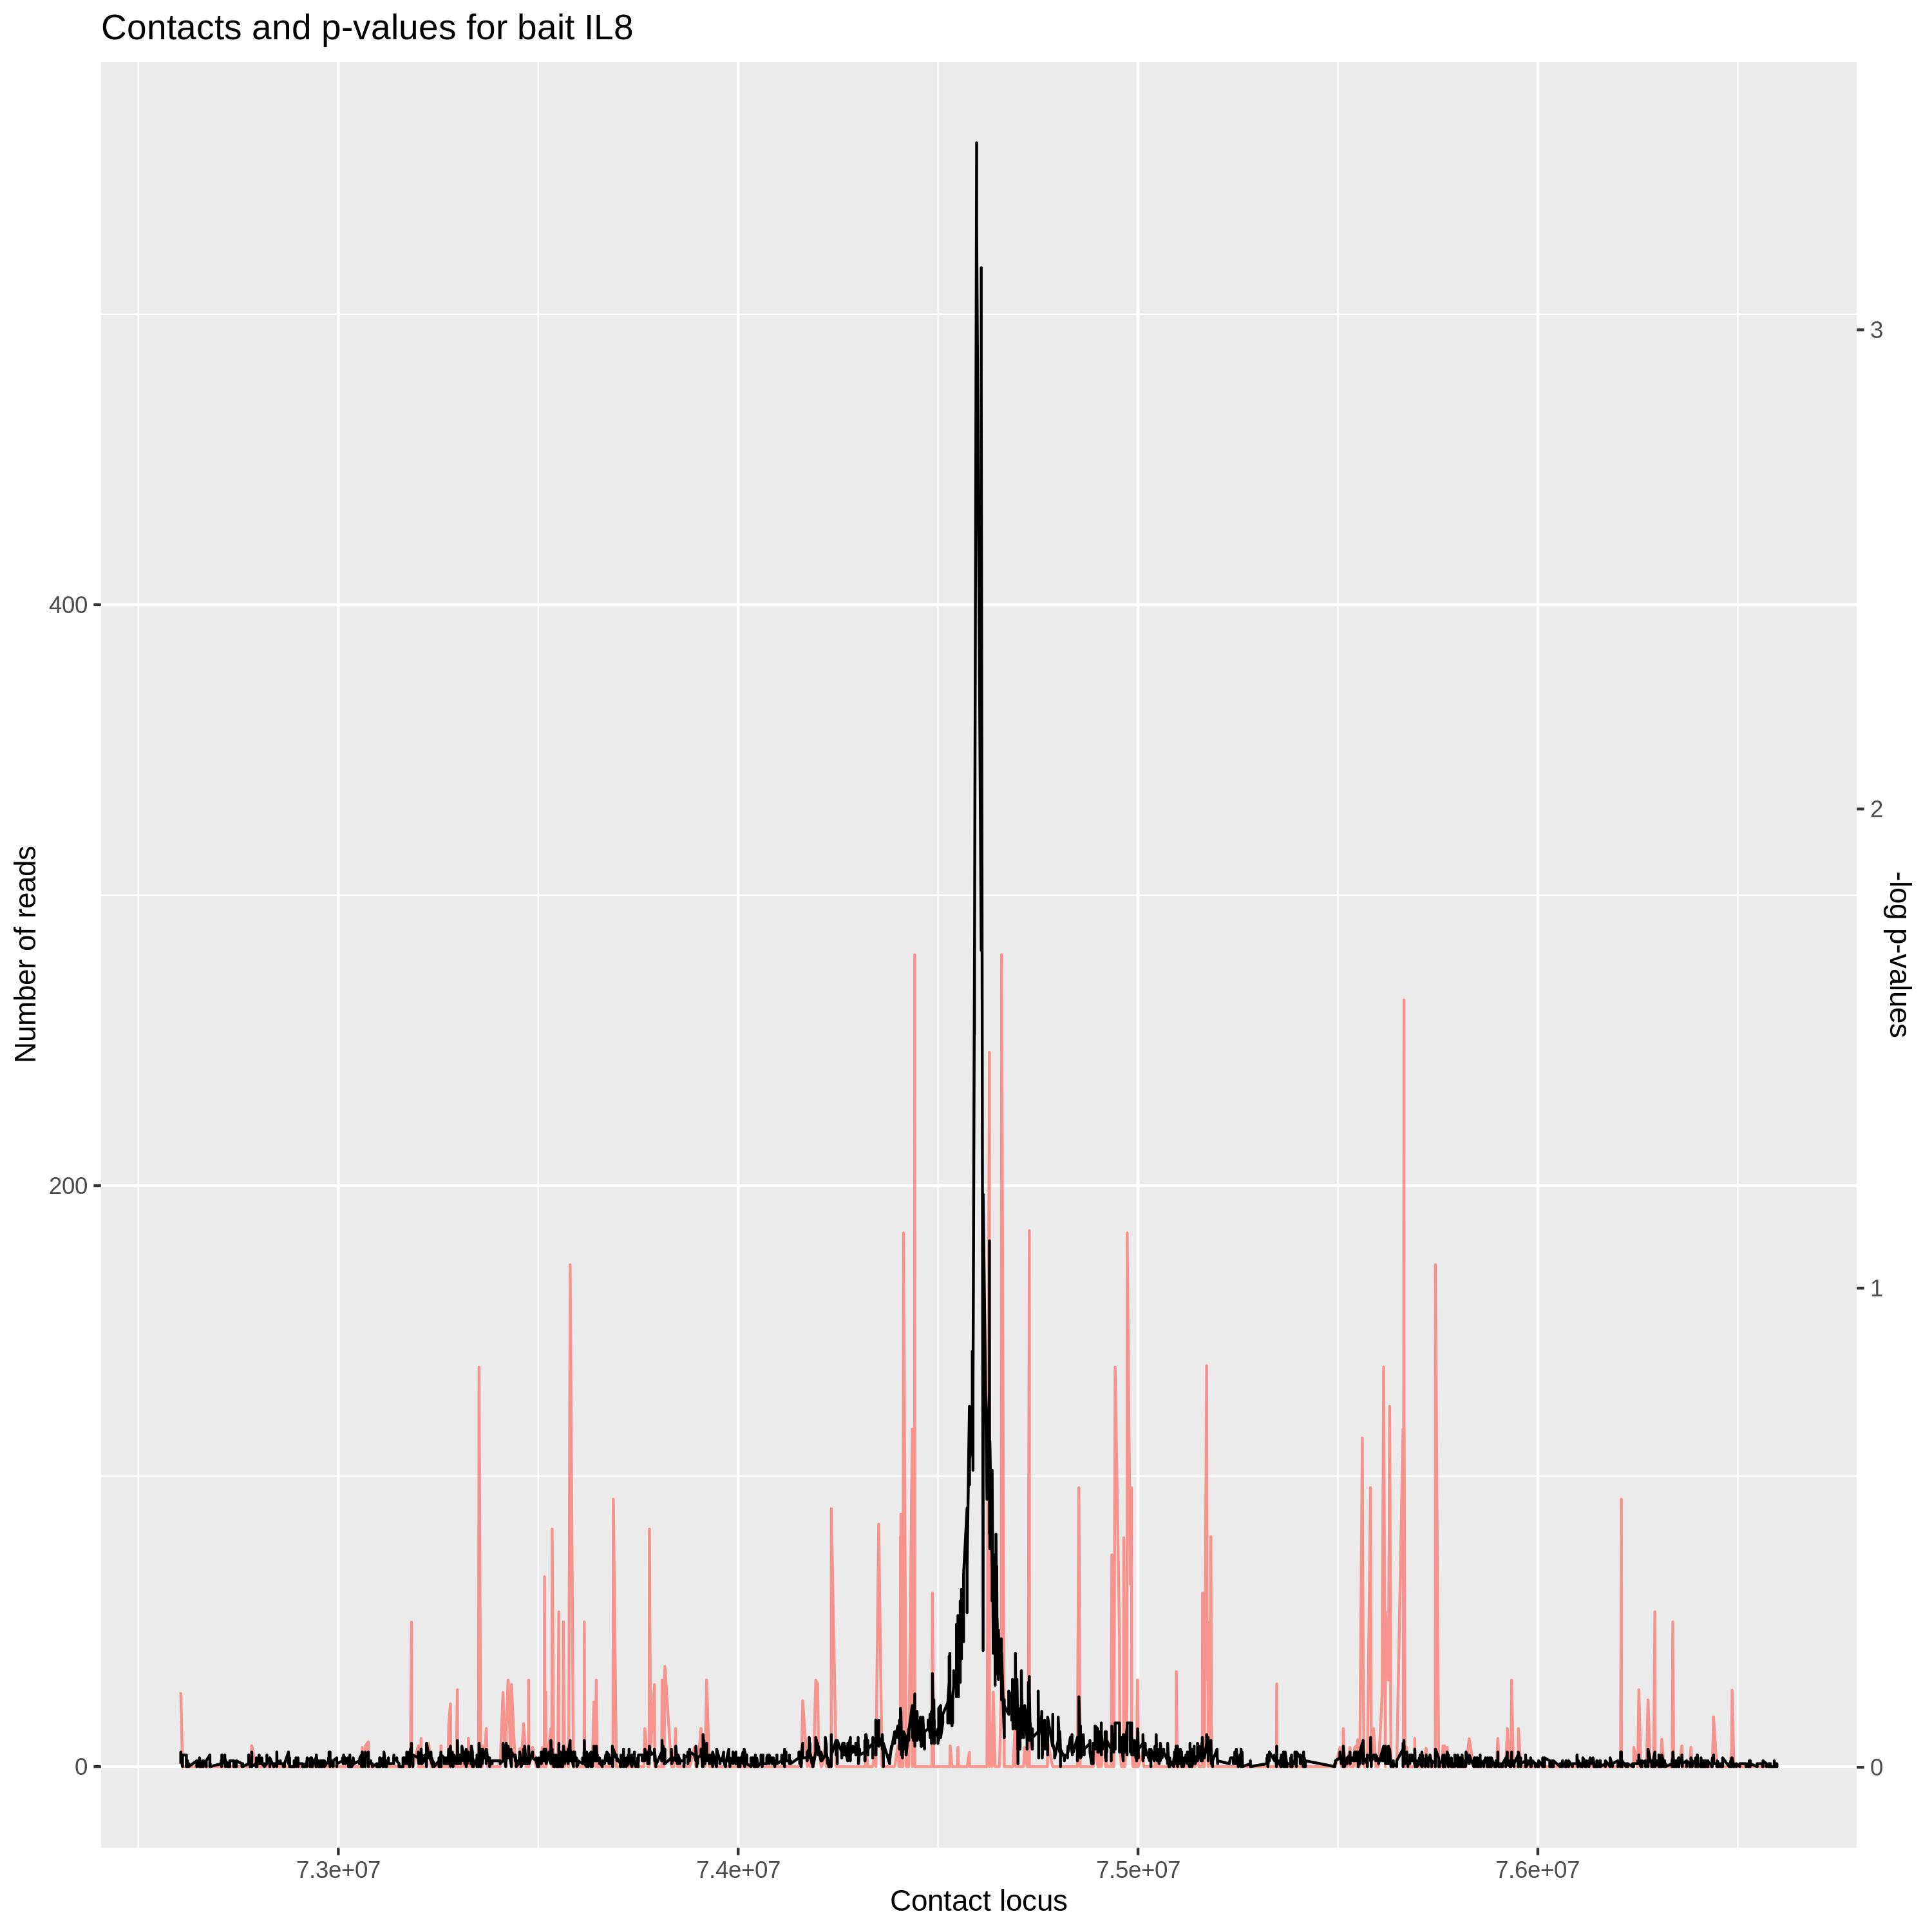 Contacts and p-values for bait IL8
Number of reads
400
200
0
3
2
1
0
-log p-values
7.3e+07
7.4e+07
7.5e+07
7.6e+07
Contact locus